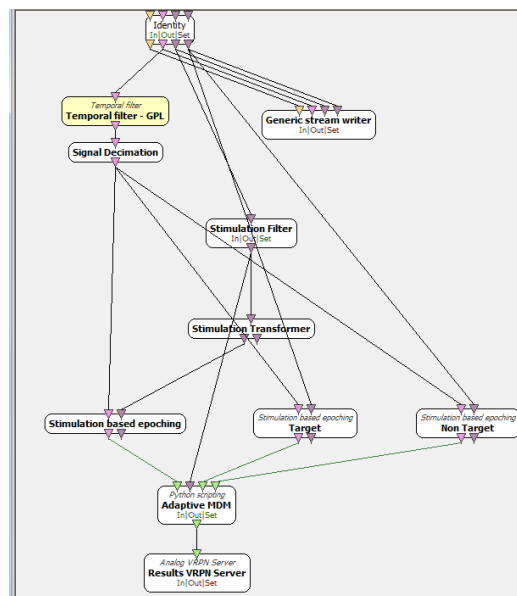 Identity
In|Out|Set
Temporal filter
Temporal filter - GPL
Generic stream writer
In|Out|Set
Signal Decimation
Stimulation Filter
In|Out|Set
Stimulation Transformer
Stimulation based epoching
Stimulation based epoching
Target
Stimulation based epoching
Non Target
Python scripting
Adaptive MDM
In|Out|Set
Analog VRPN Server
Results VRPN Server
In|Out|Set